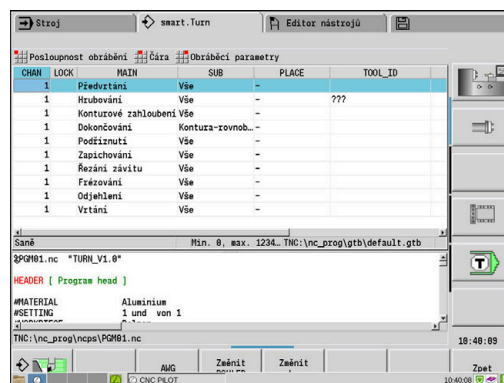 Stroj smart.Turn Editor nástrojů
Posloupnost obrábění Čára Obráběcí parametry
CHAN LOCK MAIN SUB PLACE TOOL_ID
1 Předvrtání Vše –
1 Hrubování Vše – ???
1 Konturové zahloubení Vše –
1 Dokončování Kontura-rovnob… –
1 Podříznutí Vše –
1 Zapichování Vše –
1 Řezání závitu Vše –
1 Frézování Vše –
1 Odjehlení Vše –
1 Vrtání Vše –
Saně Min. 0, max. 1234… TNC:\nc_prog\gtb\default.gtb
%PGM01.nc "TURN_V1.0"
HEADER [ Program head ]
#MATERIAL Aluminium
#SETTING 1 und von 1
TNC:\nc_prog\ncps\PGM01.nc
T
10:40:09
AWG Změnit Změnit Zpet
CNC PILOT 10:40:08